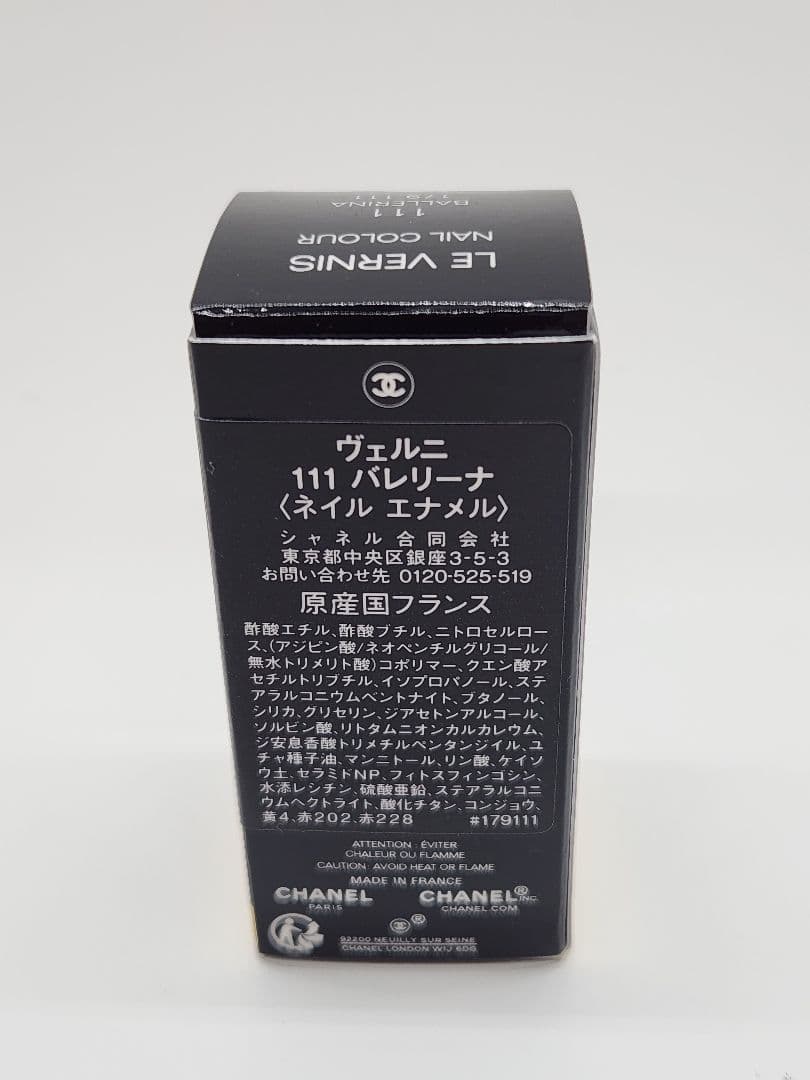 LE VERNIS
NAIL COLOUR
111
BALLERINA
179 111
ヴェルニ
111 バレリーナ
〈ネイル エナメル〉
シャネル合同会社
東京都中央区銀座3-5-3
お問い合わせ先 0120-525-519
原産国フランス
酢酸エチル、酢酸ブチル、ニトロセルロー
ス、(アジピン酸/ネオペンチルグリコール/
無水トリメリト酸)コポリマー、クエン酸ア
セチルトリブチル、イソプロパノール、ステ
アラルコニウムベントナイト、ブタノール、
シリカ、グリセリン、ジアセトンアルコール、
ソルビン酸、リトタムニオンカルカレウム、
ジ安息香酸トリメチルペンタンジイル、ユ
チャ種子油、マンニトール、リン酸、ケイソ
ウ土、セラミドNP、フィトスフィンゴシン、
水添レシチン、硫酸亜鉛、ステアラルコニ
ウムヘクトライト、酸化チタン、コンジョウ、
黄4、赤202、赤228 #179111
ATTENTION : ÉVITER
CHALEUR OU FLAMME
CAUTION: AVOID HEAT OR FLAME
MADE IN FRANCE
CHANEL CHANEL® INC.
PARIS CHANEL.COM
®
92200 NEUILLY SUR SEINE
CHANEL LONDON W1J 6DG